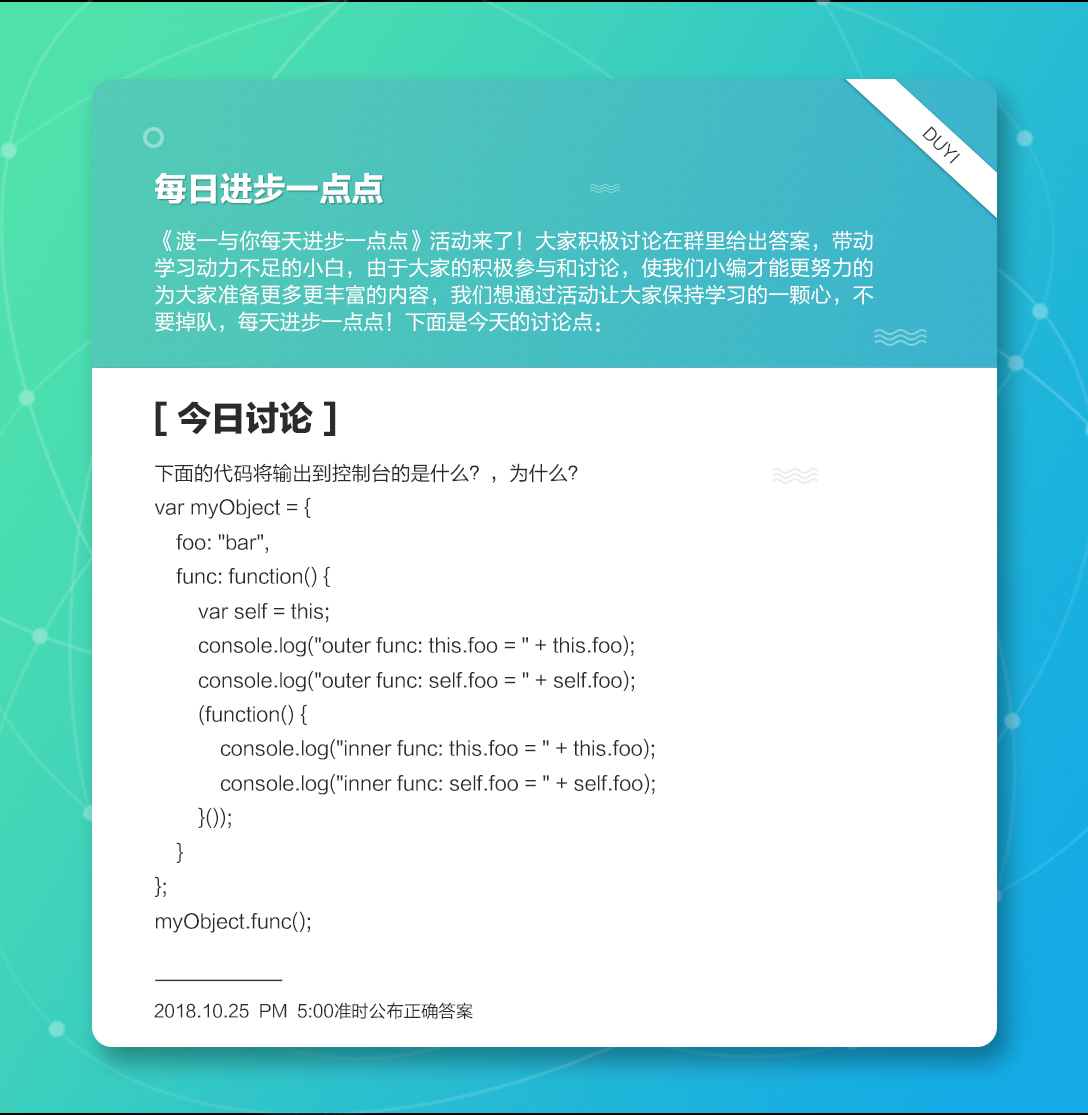 DUYI
每日进步一点点
《渡一与你每天进步一点点》活动来了！大家积极讨论在群里给出答案，带动
学习动力不足的小白，由于大家的积极参与和讨论，使我们小编才能更努力的
为大家准备更多更丰富的内容，我们想通过活动让大家保持学习的一颗心，不
要掉队，每天进步一点点！下面是今天的讨论点：
[ 今日讨论 ]
下面的代码将输出到控制台的是什么？，为什么？
var myObject = {
    foo: "bar",
    func: function() {
        var self = this;
        console.log("outer func: this.foo = " + this.foo);
        console.log("outer func: self.foo = " + self.foo);
        (function() {
            console.log("inner func: this.foo = " + this.foo);
            console.log("inner func: self.foo = " + self.foo);
        }());
    }
};
myObject.func();
2018.10.25 PM 5:00准时公布正确答案